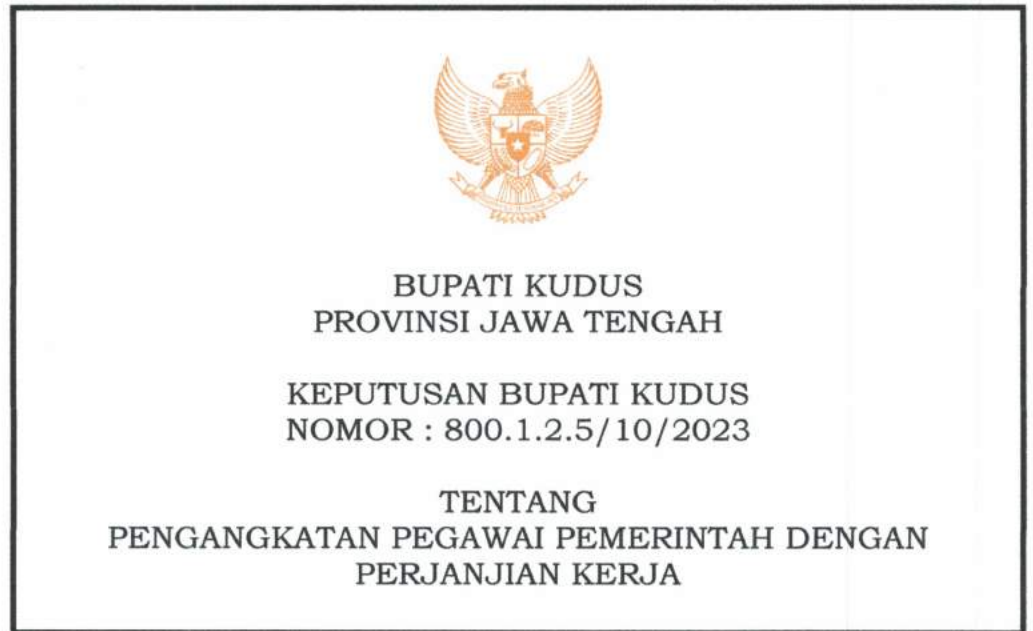 BUPATI KUDUS
PROVINSI JAWA TENGAH
KEPUTUSAN BUPATI KUDUS
NOMOR : 800.1.2.5/10/2023
TENTANG
PENGANGKATAN PEGAWAI PEMERINTAH DENGAN
PERJANJIAN KERJA